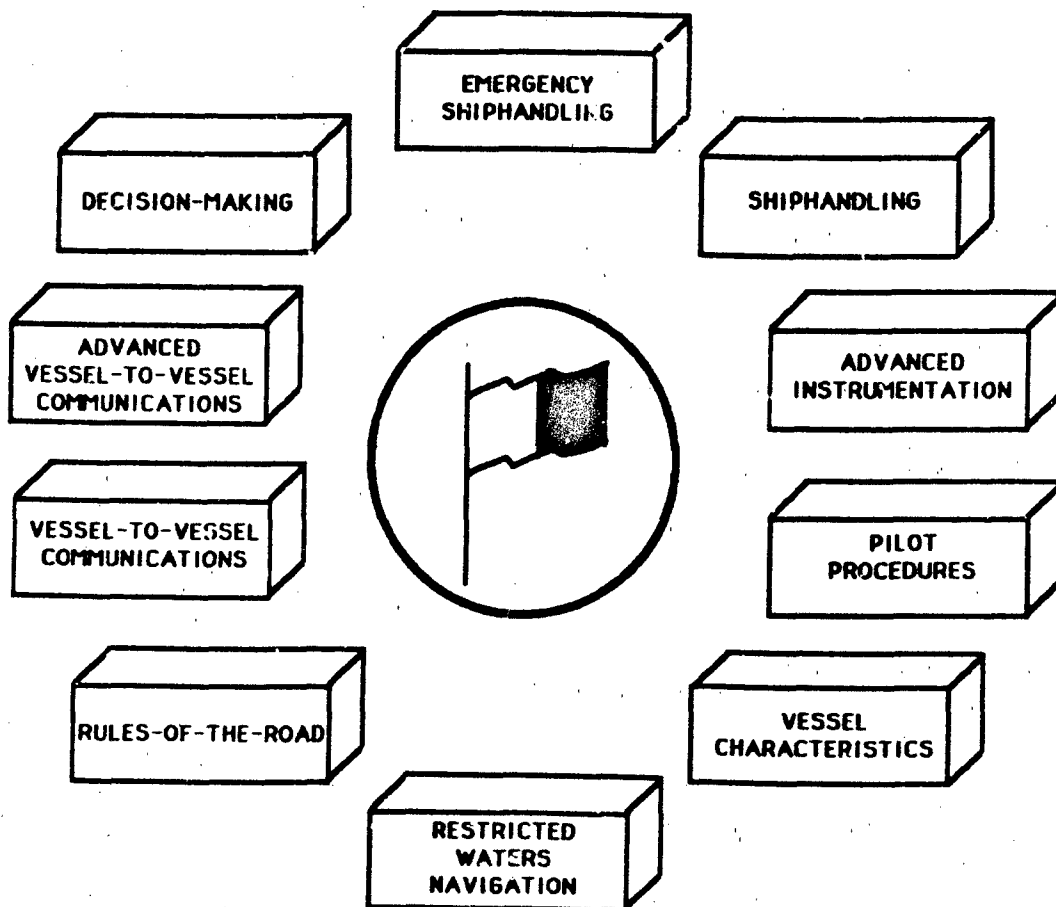 EMERGENCY
SHIPHANDLING
DECISION-MAKING
SHIPHANDLING
ADVANCED
VESSEL-TO-VESSEL
COMMUNICATIONS
ADVANCED
INSTRUMENTATION
VESSEL-TO-VESSEL
COMMUNICATIONS
PILOT
PROCEDURES
RULES-OF-THE-ROAD
VESSEL
CHARACTERISTICS
RESTRICTED
WATERS
NAVIGATION